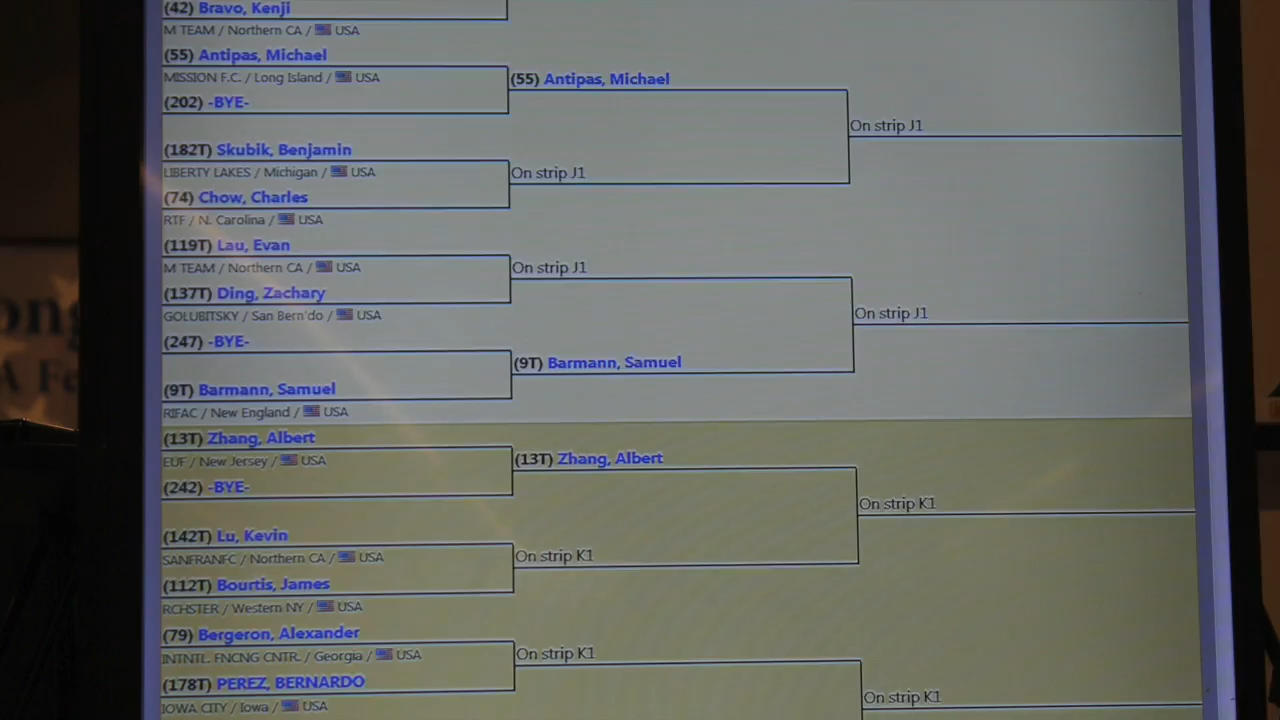 (42) Bravo, Kenji
M TEAM / Northern CA / USA
(55) Antipas, Michael
MISSION F.C. / Long Island / USA
(55) Antipas, Michael
(202) -BYE-
On strip J1
(182T) Skubik, Benjamin
LIBERTY LAKES / Michigan / USA
On strip J1
(74) Chow, Charles
RTF / N. Carolina / USA
(119T) Lau, Evan
M TEAM / Northern CA / USA
On strip J1
(137T) Ding, Zachary
GOLUBITSKY / San Bern'do / USA
On strip J1
(247) -BYE-
(9T) Barmann, Samuel
(9T) Barmann, Samuel
RIFAC / New England / USA
(13T) Zhang, Albert
EUF / New Jersey / USA
(13T) Zhang, Albert
(242) -BYE-
On strip K1
(142T) Lu, Kevin
SANFRANFC / Northern CA / USA
On strip K1
(112T) Bourtis, James
RCHSTER / Western NY / USA
(79) Bergeron, Alexander
INTNTL. FNCNG CNTR. / Georgia / USA
On strip K1
(178T) PEREZ, BERNARDO
On strip K1
IOWA CITY / Iowa / USA